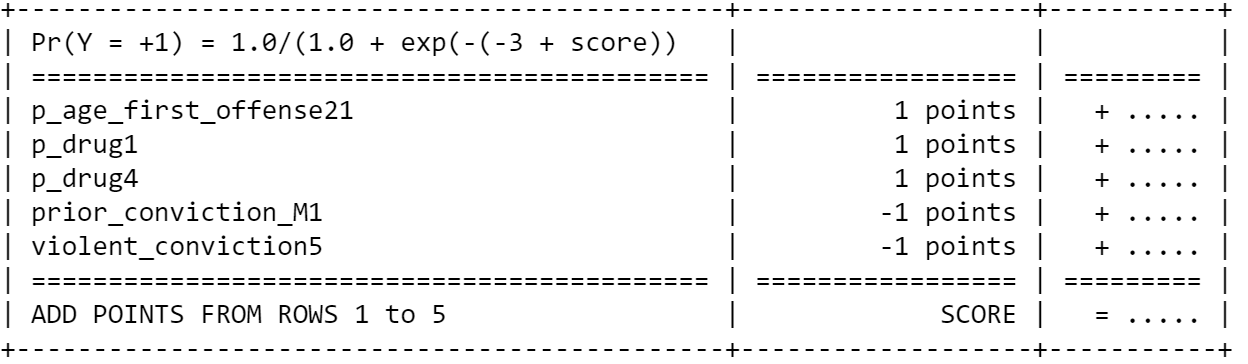 +----------------------------------------------+-------------------+-----------+
| Pr(Y = +1) = 1.0/(1.0 + exp(-(-3 + score))   |                   |           |
| ============================================ | ================= | ========= |
| p_age_first_offense21                        |          1 points |   + ..... |
| p_drug1                                      |          1 points |   + ..... |
| p_drug4                                      |          1 points |   + ..... |
| prior_conviction_M1                          |         -1 points |   + ..... |
| violent_conviction5                          |         -1 points |   + ..... |
| ============================================ | ================= | ========= |
| ADD POINTS FROM ROWS 1 to 5                  |             SCORE |   = ..... |
+----------------------------------------------+-------------------+-----------+